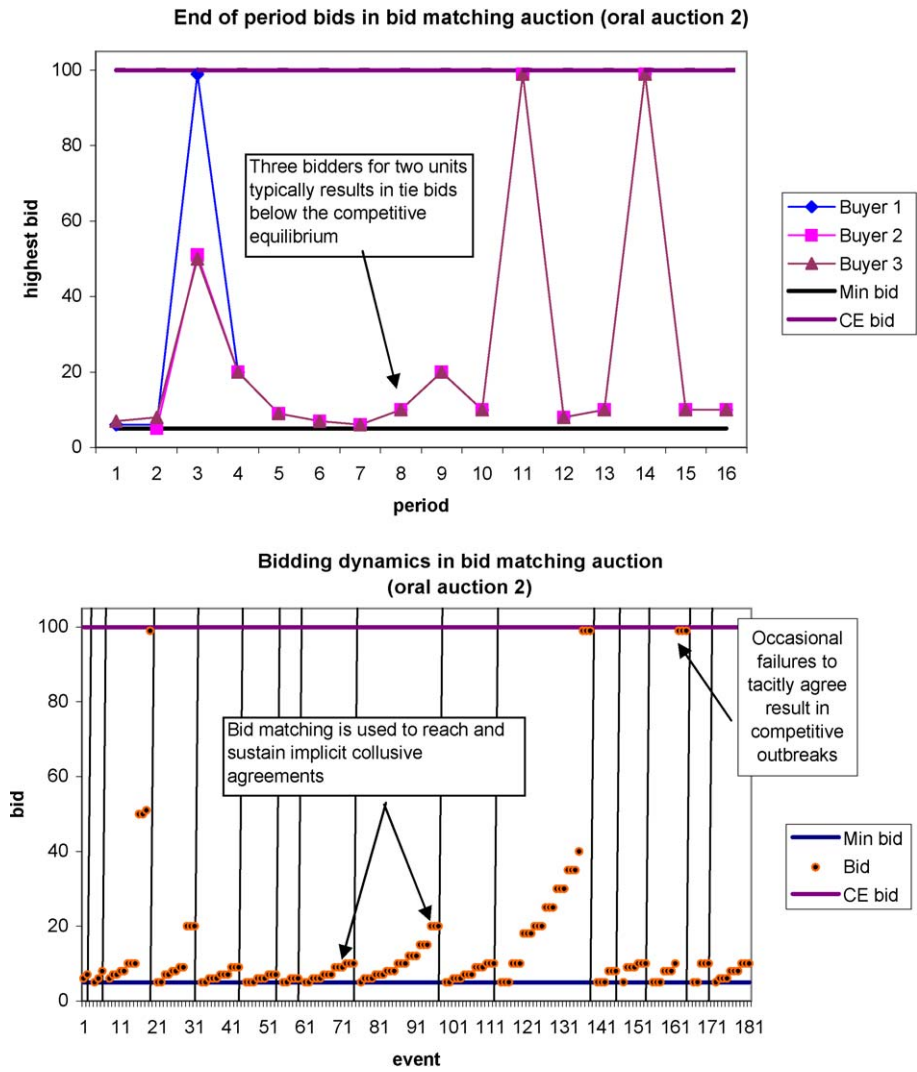 End of period bids in bid matching auction (oral auction 2)
100
80
60
40
20
0
highest bid
Three bidders for two units
typically results in tie bids
below the competitive
equilibrium
Buyer 1
Buyer 2
Buyer 3
Min bid
CE bid
1 2 3 4 5 6 7 8 9 10 11 12 13 14 15 16
period
Bidding dynamics in bid matching auction
(oral auction 2)
100
80
60
40
20
0
bid
Bid matching is used to reach and
sustain implicit collusive
agreements
Occasional
failures to
tacitly agree
result in
competitive
outbreaks
Min bid
Bid
CE bid
1 11 21 31 41 51 61 71 81 91 101 111 121 131 141 151 161 171 181
event